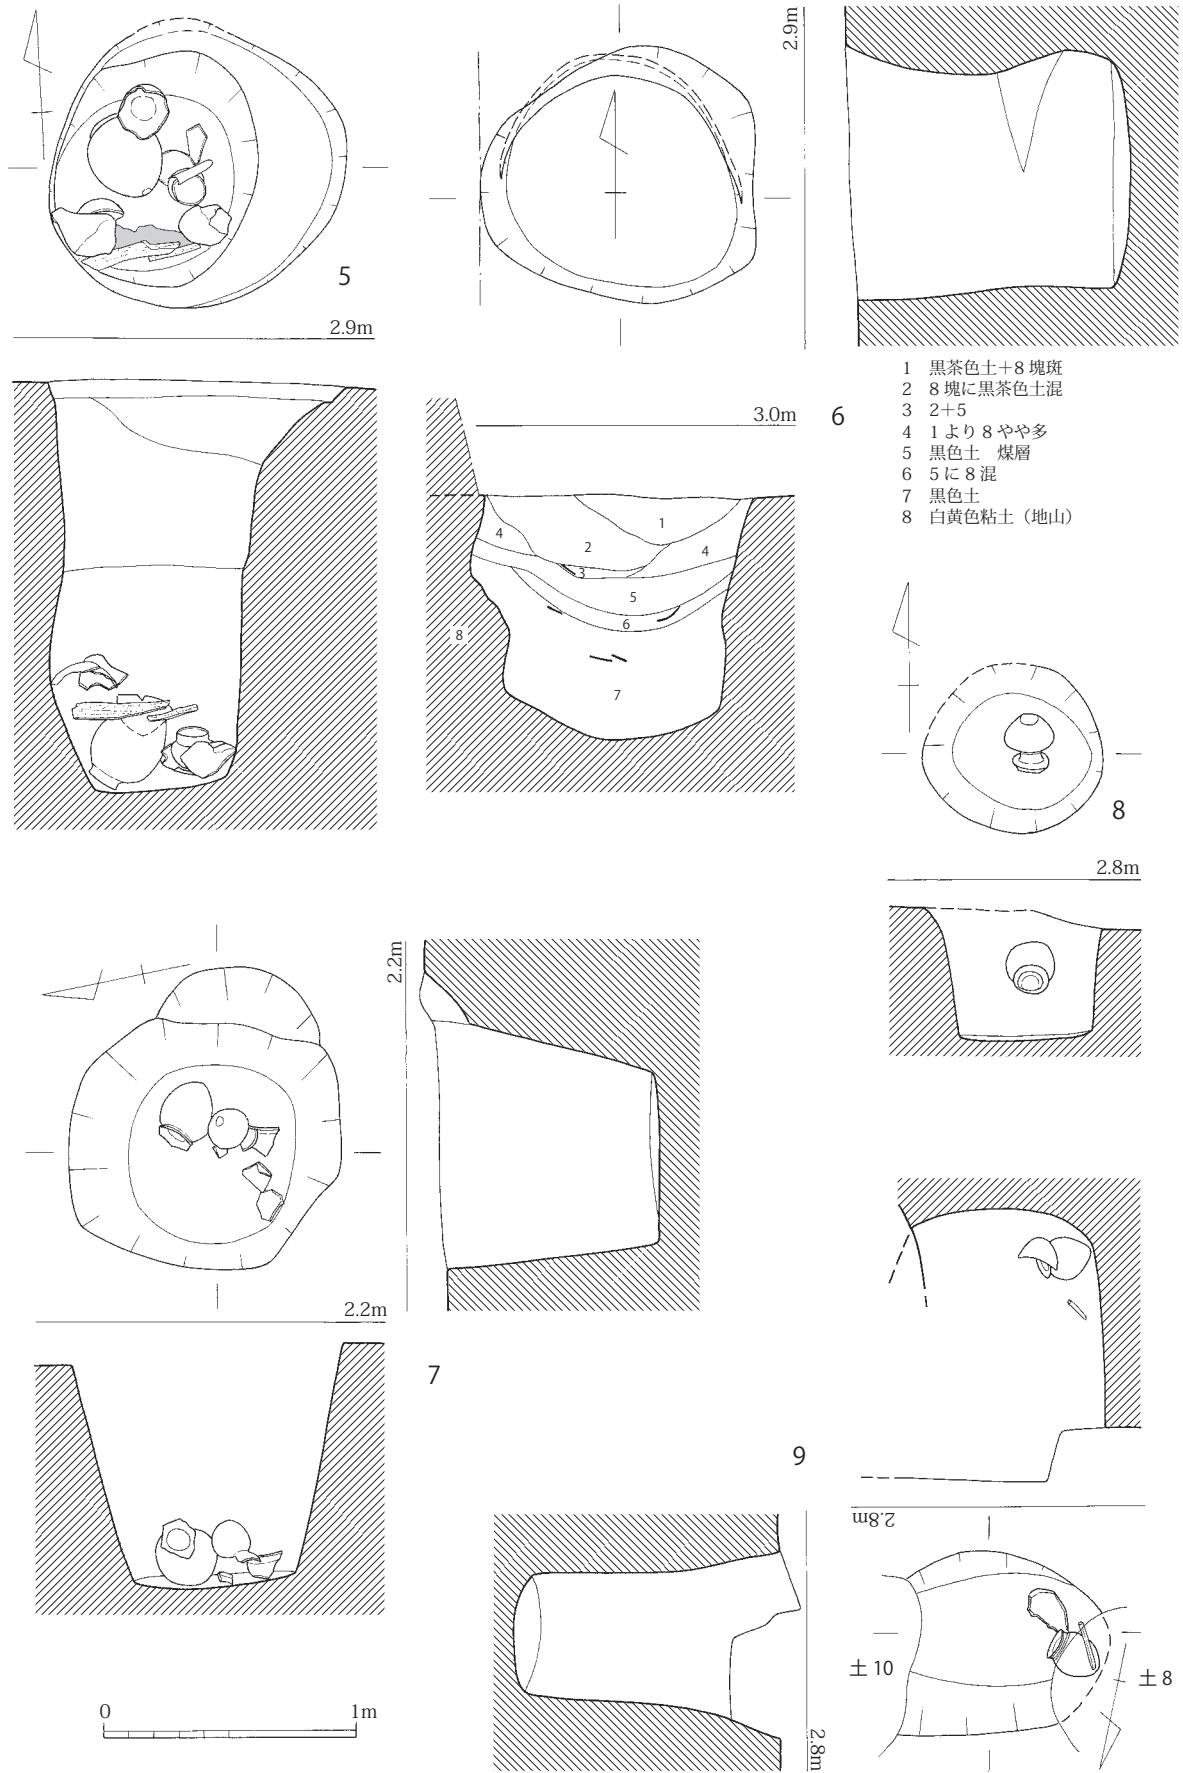 5
2.9m
2.9m
3.0m
6
1 黒茶色土＋8 塊斑
2 8 塊に黒茶色土混
3 2＋5
4 1 より 8 やや多
5 黒色土 煤層
6 5 に 8 混
7 黒色土
8 白黄色粘土（地山）
1
2
4
4
3
5
6
8
7
8
2.8m
2.2m
2.2m
7
9
2.8m
土 10
土 8
2.8m
0 1m